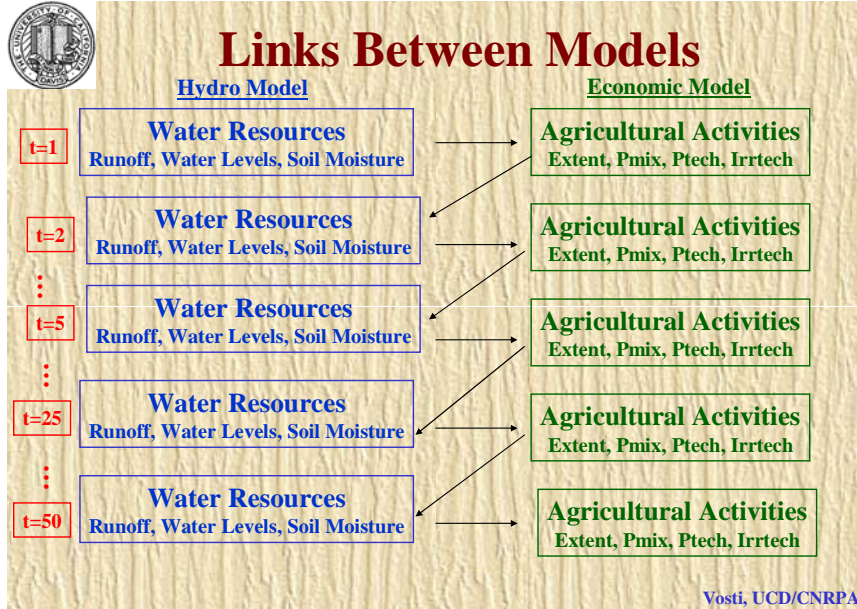 Links Between Models
Hydro Model
Economic Model
t=1
Water Resources
Runoff, Water Levels, Soil Moisture
Agricultural Activities
Extent, Pmix, Ptech, Irrtech
t=2
Water Resources
Runoff, Water Levels, Soil Moisture
Agricultural Activities
Extent, Pmix, Ptech, Irrtech
...
t=5
Water Resources
Runoff, Water Levels, Soil Moisture
Agricultural Activities
Extent, Pmix, Ptech, Irrtech
...
t=25
Water Resources
Runoff, Water Levels, Soil Moisture
Agricultural Activities
Extent, Pmix, Ptech, Irrtech
...
t=50
Water Resources
Runoff, Water Levels, Soil Moisture
Agricultural Activities
Extent, Pmix, Ptech, Irrtech
Vosti, UCD/CNRPA